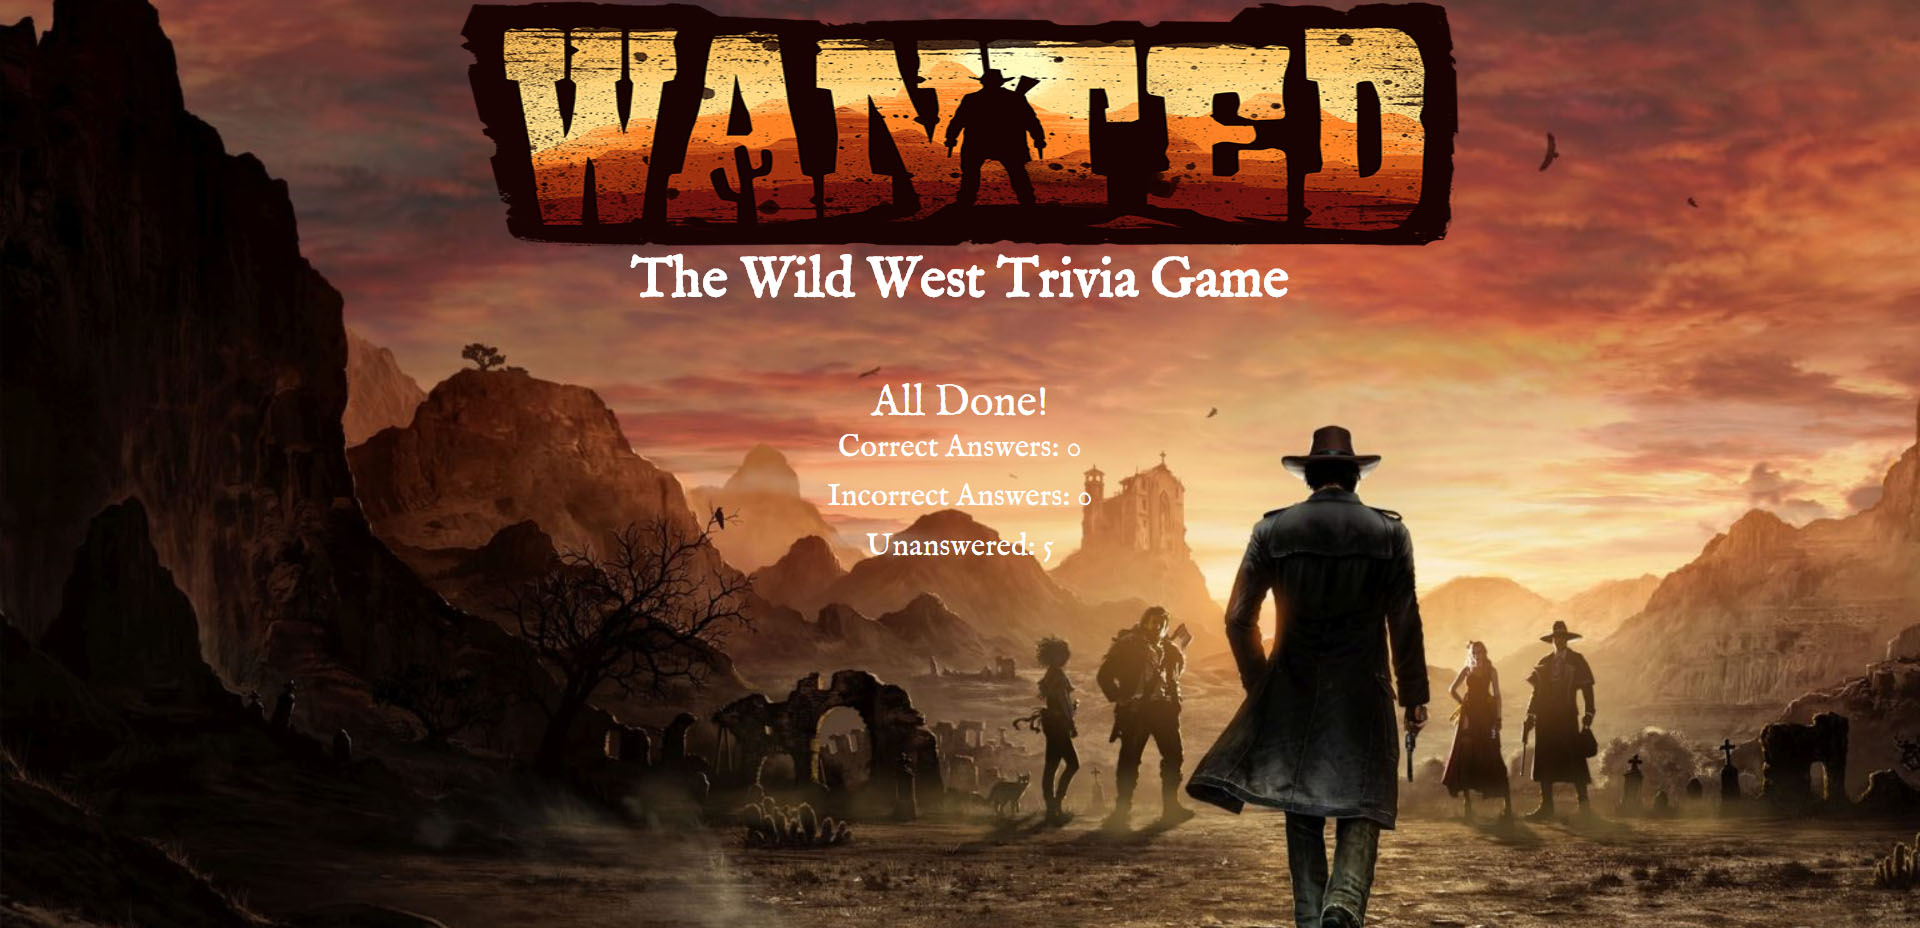 WANTED
The Wild West Trivia Game
All Done!
Correct Answers: 0
Incorrect Answers: 0
Unanswered: 5